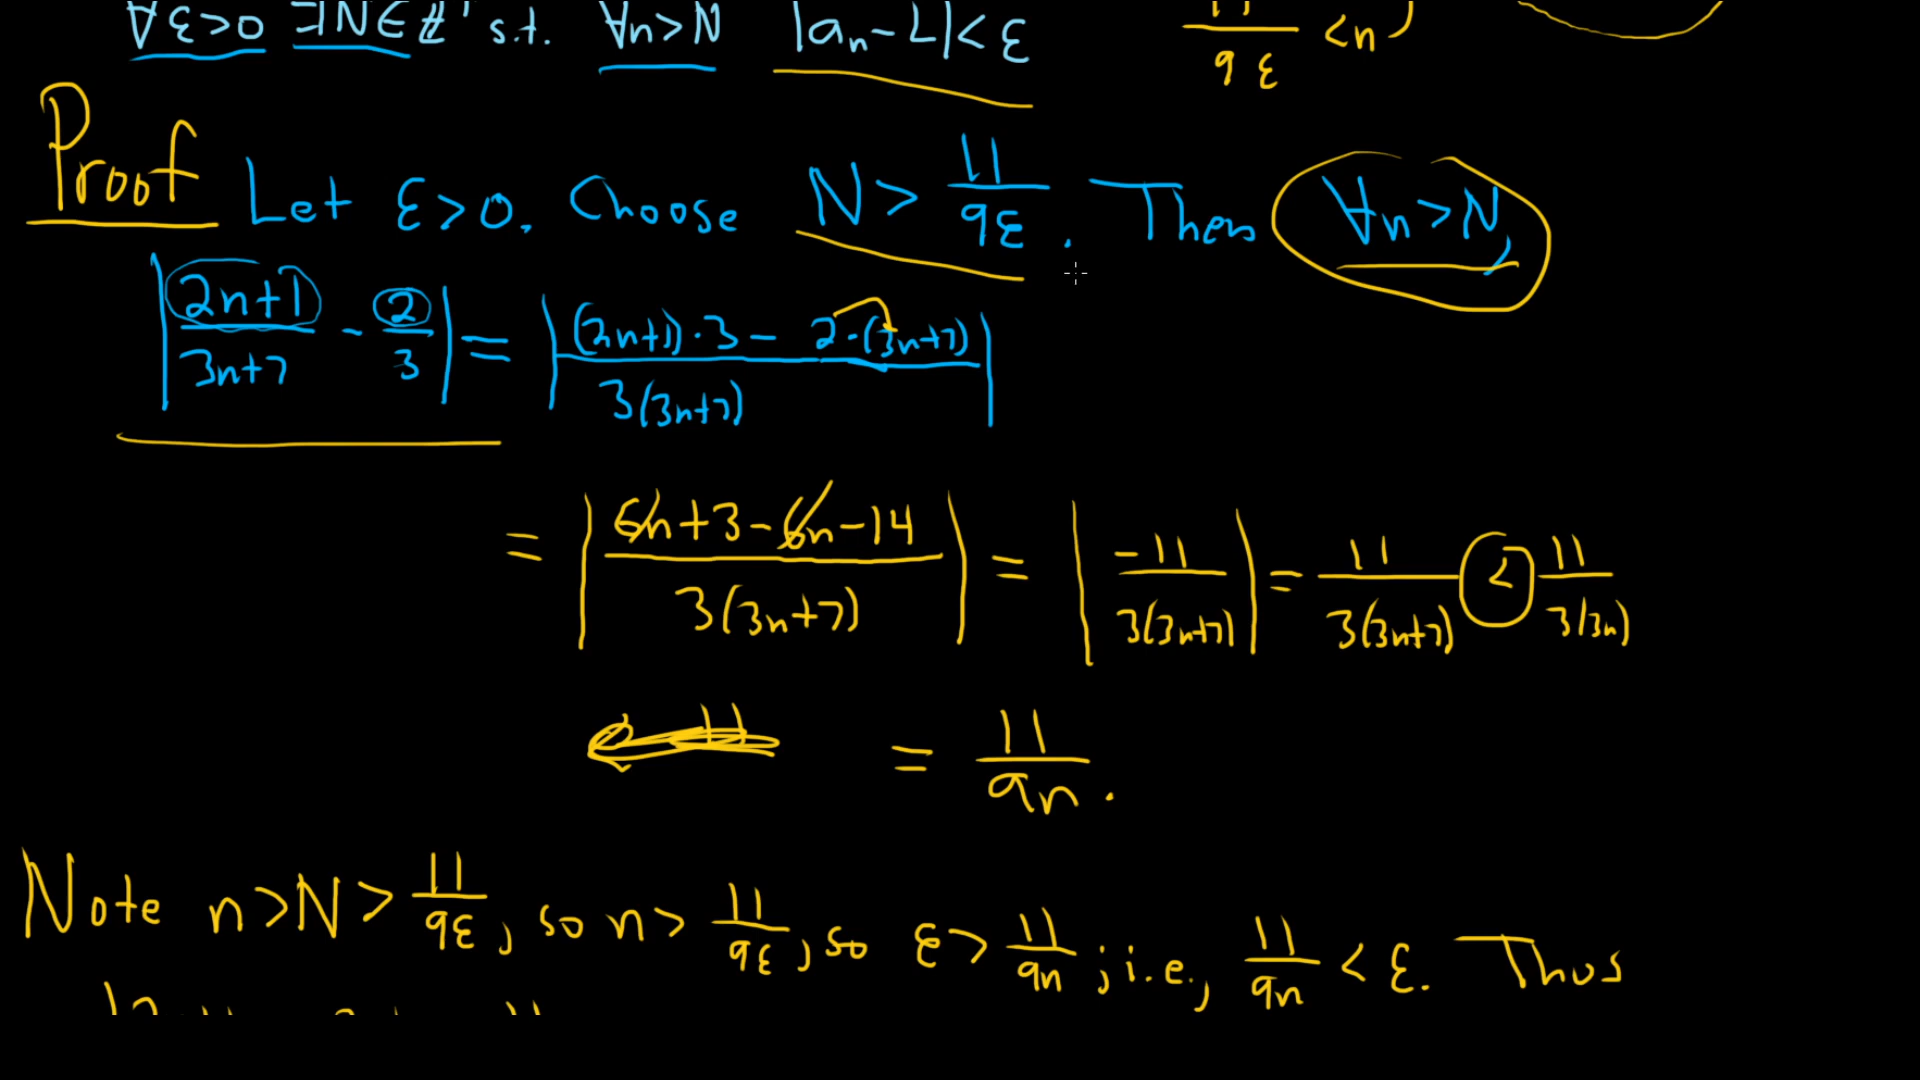 ∀ε>0 ∃N∈ℤ⁺ s.t. ∀n>N |aₙ-L|<ε
11/9ε <n
Proof Let ε>0. Choose N > 11/9ε. Then ∀n>N,
|(2n+1)/(3n+7) - 2/3| = |((2n+1)·3 - 2·(3n+7))/(3(3n+7))|
= |(6n+3-6n-14)/(3(3n+7))| = |-11/(3(3n+7))| = 11/(3(3n+7)) < 11/(3(3n))
= 11/9n.
Note n>N> 11/9ε, so n> 11/9ε, so ε> 11/9n; i.e., 11/9n < ε. Thus